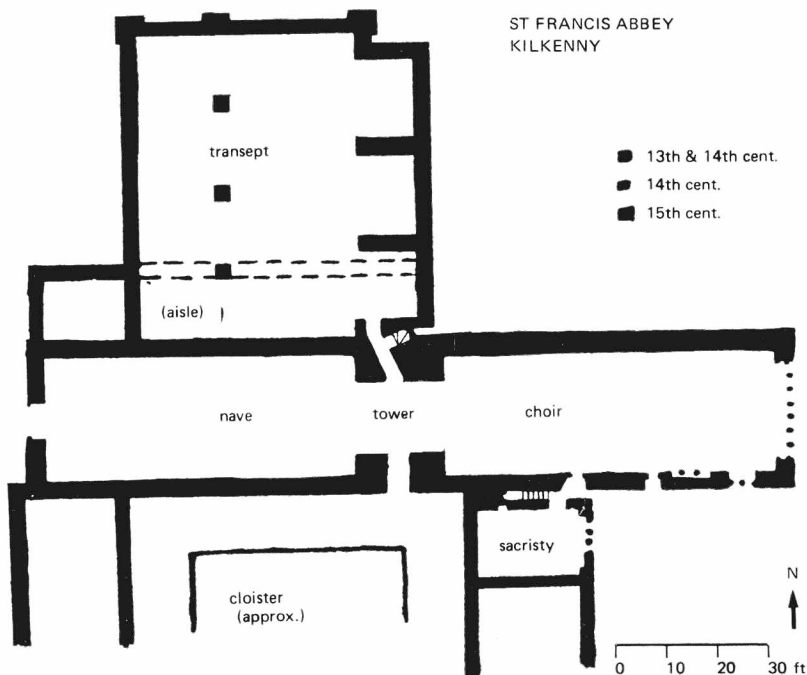 ST FRANCIS ABBEY
KILKENNY
13th & 14th cent.
14th cent.
15th cent.
transept
(aisle)
nave
tower
choir
sacristy
cloister
(approx.)
N
0 10 20 30 ft